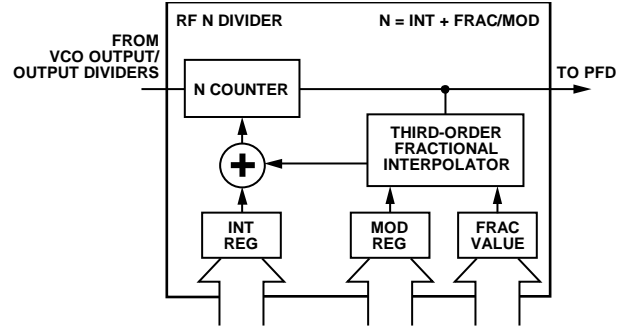 RF N DIVIDER
N = INT + FRAC/MOD
FROM
VCO OUTPUT/
OUTPUT DIVIDERS
TO PFD
N COUNTER
THIRD-ORDER
FRACTIONAL
INTERPOLATOR
+
INT
REG
MOD
REG
FRAC
VALUE